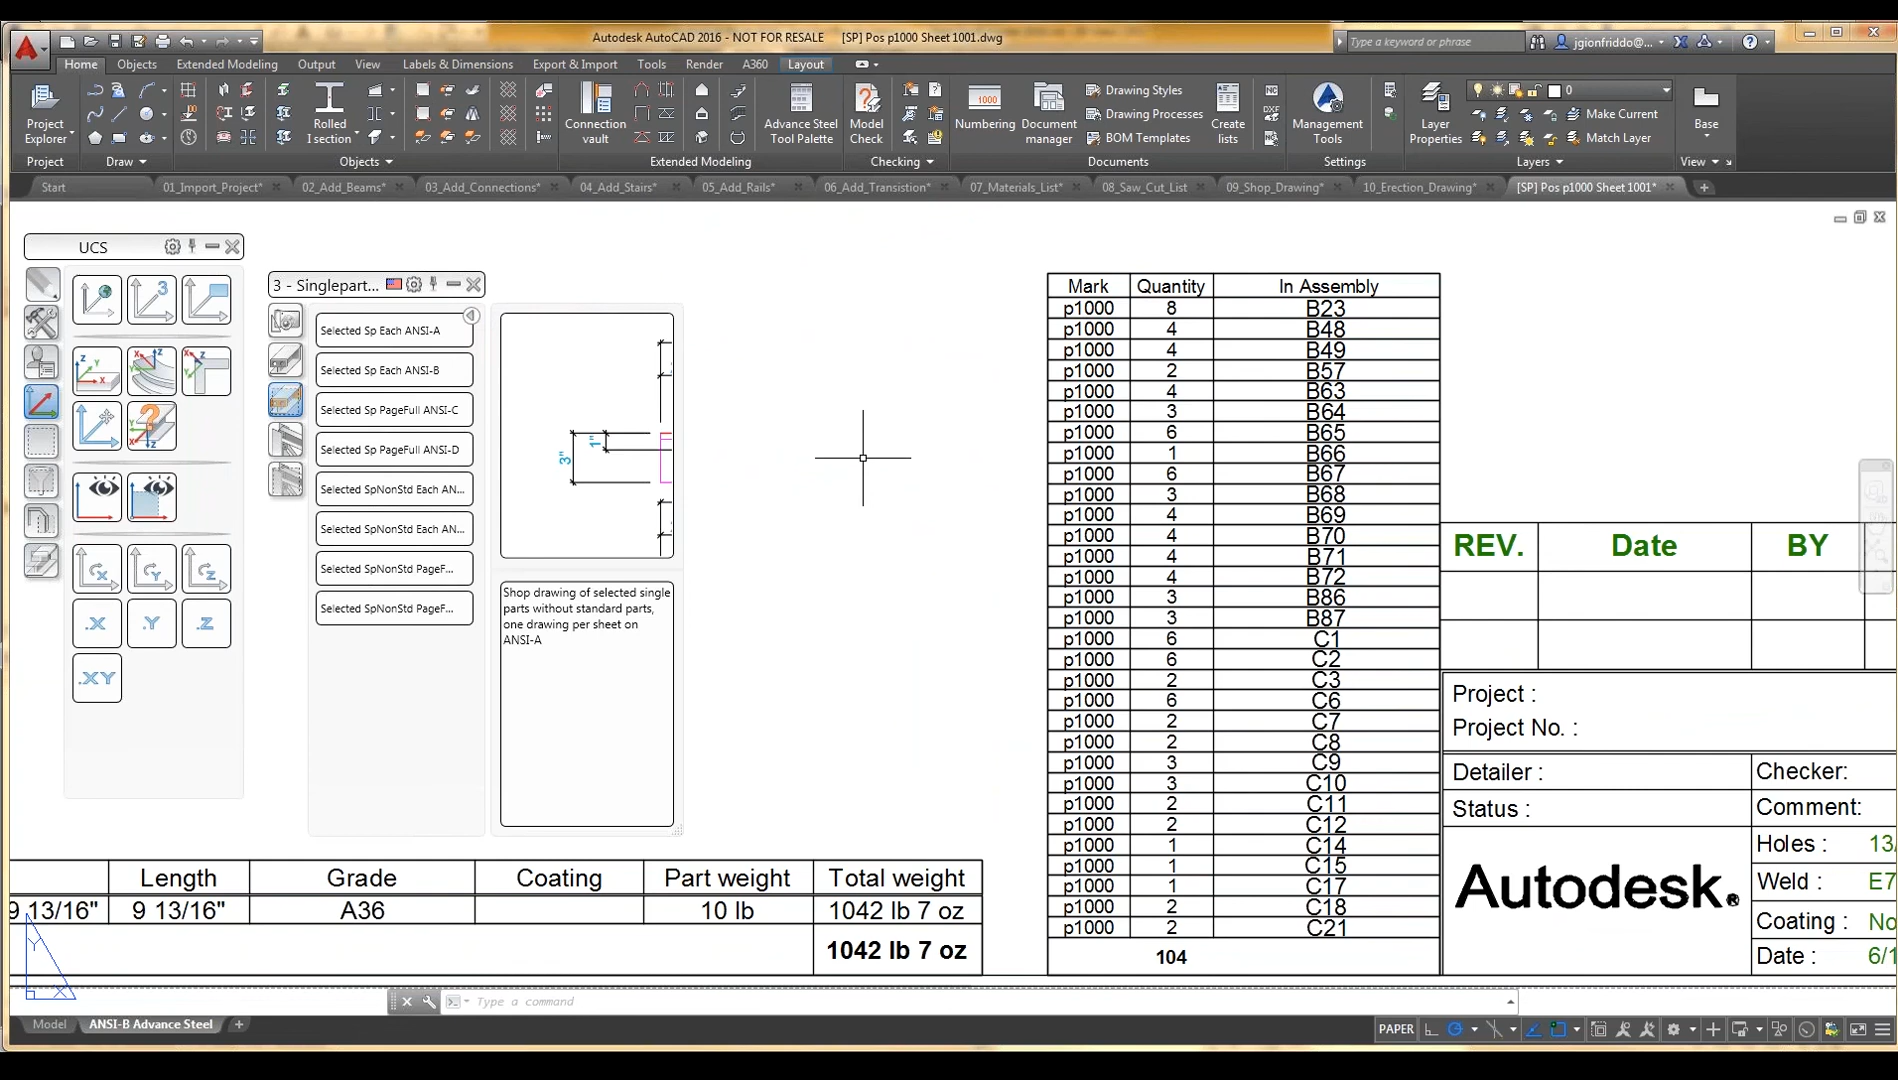 Autodesk AutoCAD 2016 - NOT FOR RESALE [SP] Pos p1000 Sheet 1001.dwg
Type a keyword or phrase
jgionfriddo@...
Home Objects Extended Modeling Output View Labels & Dimensions Export & Import Tools Render A360 Layout
Project Explorer
Rolled I section
Connection vault
Advance Steel Tool Palette
Model Check
1000
Numbering
Document manager
Drawing Styles
Drawing Processes
BOM Templates
NC
DXF
Create lists
Management Tools
Layer Properties
0
Make Current
Match Layer
Base
Project Draw Objects Extended Modeling Checking Documents Settings Layers View
Start 01_Import_Project* 02_Add_Beams* 03_Add_Connections* 04_Add_Stairs* 05_Add_Rails* 06_Add_Transistion* 07_Materials_List* 08_Saw_Cut_List 09_Shop_Drawing* 10_Erection_Drawing* [SP] Pos p1000 Sheet 1001*
UCS
.X .Y .Z
.XY
3 - Singlepart...
Selected Sp Each ANSI-A
Selected Sp Each ANSI-B
Selected Sp PageFull ANSI-C
Selected Sp PageFull ANSI-D
Selected SpNonStd Each AN...
Selected SpNonStd Each AN...
Selected SpNonStd PageF...
Selected SpNonStd PageF...
1"
3"
Shop drawing of selected single
parts without standard parts,
one drawing per sheet on
ANSI-A
Mark Quantity In Assembly
p1000 8 B23
p1000 4 B48
p1000 4 B49
p1000 2 B57
p1000 4 B63
p1000 3 B64
p1000 6 B65
p1000 1 B66
p1000 6 B67
p1000 3 B68
p1000 4 B69
p1000 4 B70
p1000 4 B71
p1000 4 B72
p1000 3 B86
p1000 3 B87
p1000 6 C1
p1000 6 C2
p1000 2 C3
p1000 6 C6
p1000 2 C7
p1000 2 C8
p1000 3 C9
p1000 3 C10
p1000 2 C11
p1000 2 C12
p1000 1 C14
p1000 1 C15
p1000 1 C17
p1000 2 C18
p1000 2 C21
104
REV. Date BY
Project :
Project No. :
Detailer : Checker:
Status : Comment:
Autodesk®
Holes : 13/
Weld : E7
Coating : No
Date : 6/1
Length Grade Coating Part weight Total weight
9 13/16" 9 13/16" A36 10 lb 1042 lb 7 oz
1042 lb 7 oz
Y
X
Type a command
Model ANSI-B Advance Steel
PAPER